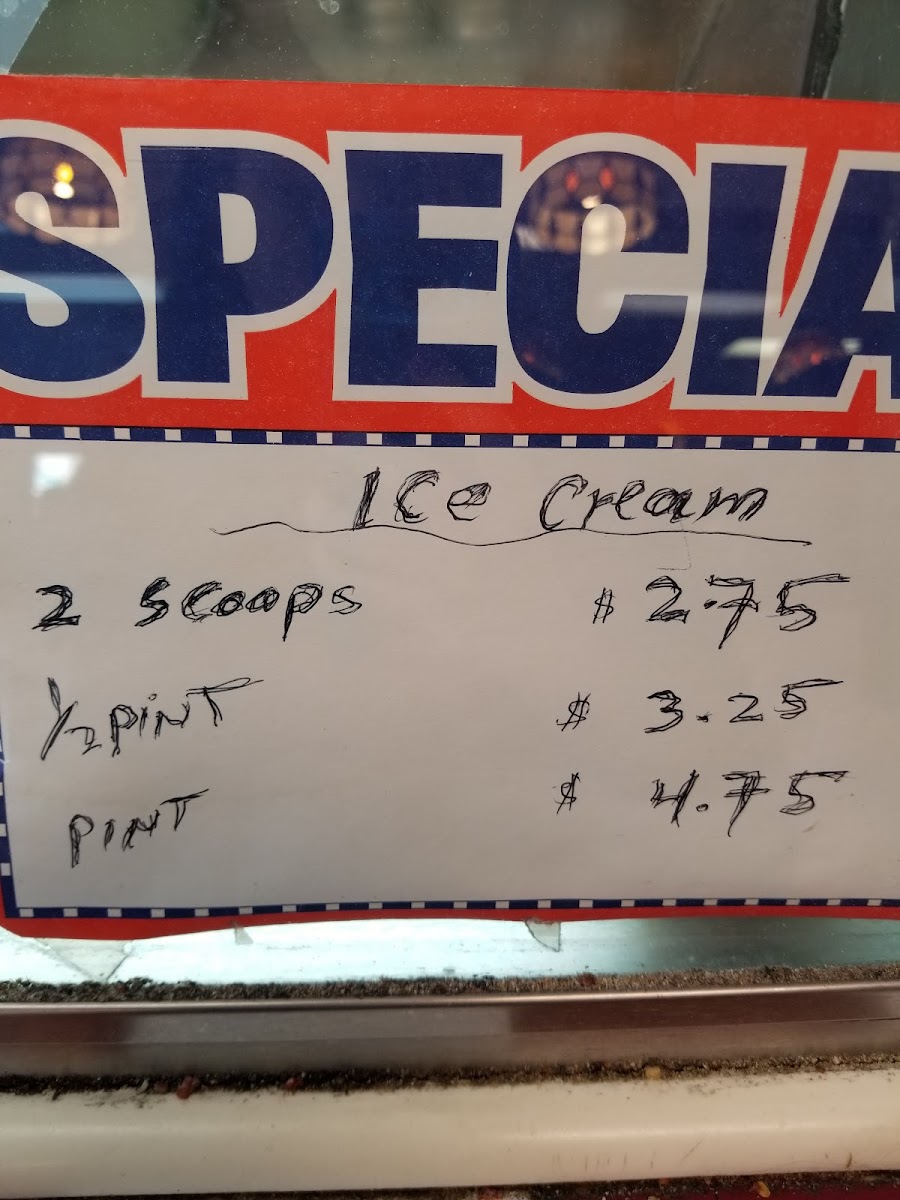 SPECIA
Ice Cream
2 Scoops $ 2.75
1/2 PINT $ 3.25
PINT $ 4.75